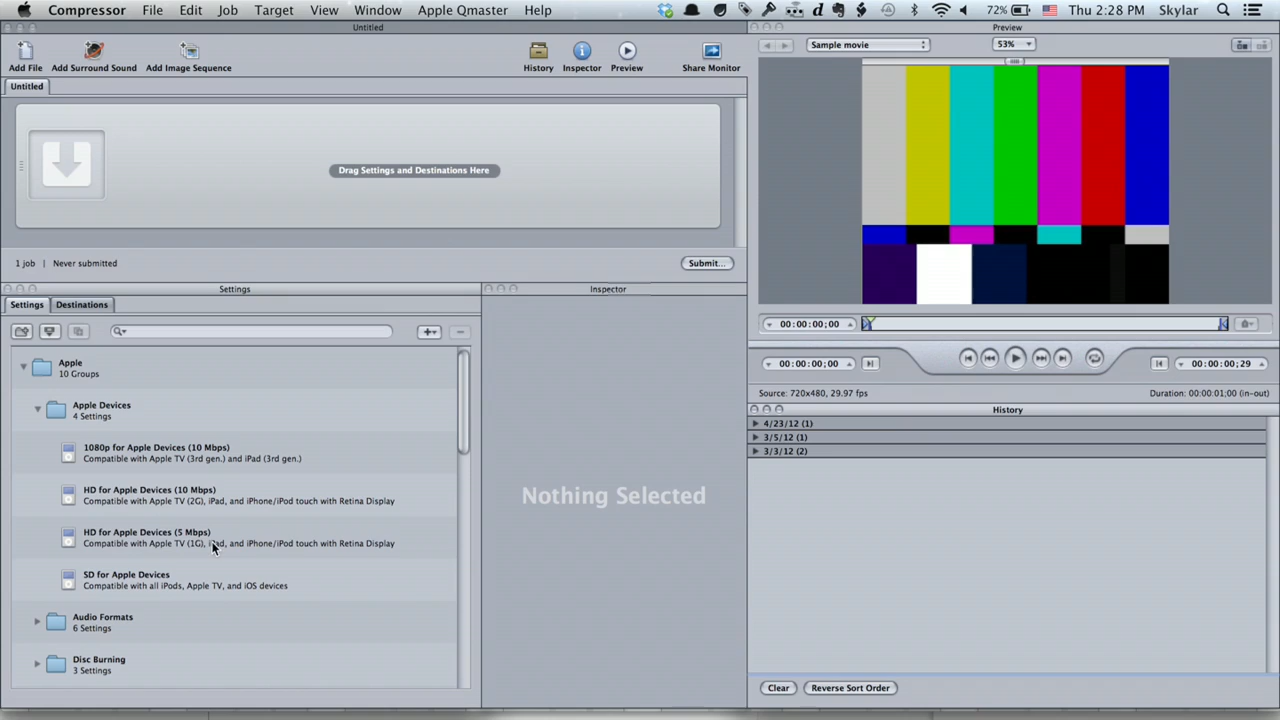 Compressor File Edit Job Target View Window Apple Qmaster Help 72% Thu 2:28 PM Skylar
Untitled
Add File Add Surround Sound Add Image Sequence History Inspector Preview Share Monitor
Untitled
Drag Settings and Destinations Here
1 job Never submitted Submit...
Settings
Settings Destinations
Apple
10 Groups
Apple Devices
4 Settings
1080p for Apple Devices (10 Mbps)
Compatible with Apple TV (3rd gen.) and iPad (3rd gen.)
HD for Apple Devices (10 Mbps)
Compatible with Apple TV (2G), iPad, and iPhone/iPod touch with Retina Display
HD for Apple Devices (5 Mbps)
Compatible with Apple TV (1G), iPad, and iPhone/iPod touch with Retina Display
SD for Apple Devices
Compatible with all iPods, Apple TV, and iOS devices
Audio Formats
6 Settings
Disc Burning
3 Settings
Inspector
Nothing Selected
Preview
Sample movie 53%
00:00:00;00
00:00:00;00 00:00:00;29
Source: 720x480, 29.97 fps Duration: 00:00:01;00 (in-out)
History
4/23/12 (1)
3/5/12 (1)
3/3/12 (2)
Clear Reverse Sort Order